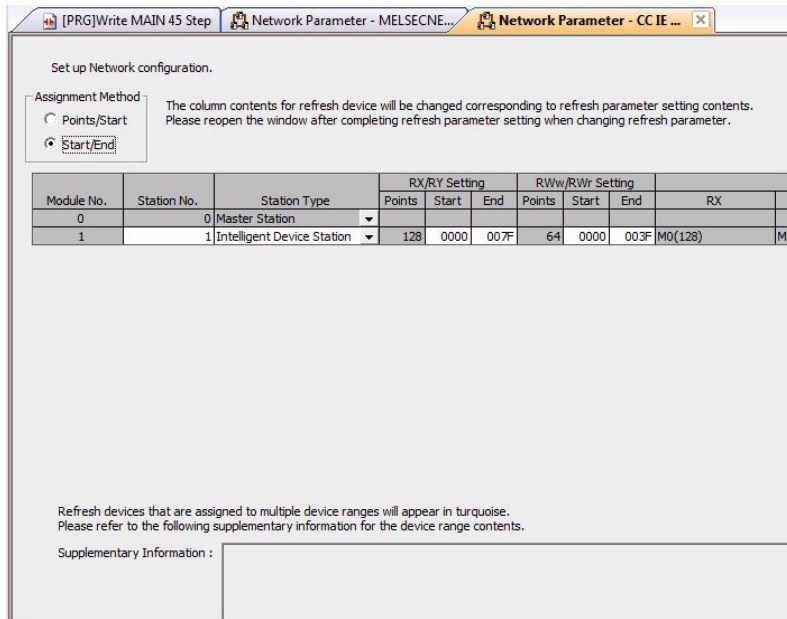 [PRG]Write MAIN 45 Step Network Parameter - MELSECNE... Network Parameter - CC IE ...
Set up Network configuration.
Assignment Method
Points/Start
Start/End
The column contents for refresh device will be changed corresponding to refresh parameter setting contents.
Please reopen the window after completing refresh parameter setting when changing refresh parameter.
RX/RY Setting RWw/RWr Setting
Module No. Station No. Station Type Points Start End Points Start End RX
0 0 Master Station
1 1 Intelligent Device Station 128 0000 007F 64 0000 003F M0(128) M
Refresh devices that are assigned to multiple device ranges will appear in turquoise.
Please refer to the following supplementary information for the device range contents.
Supplementary Information :